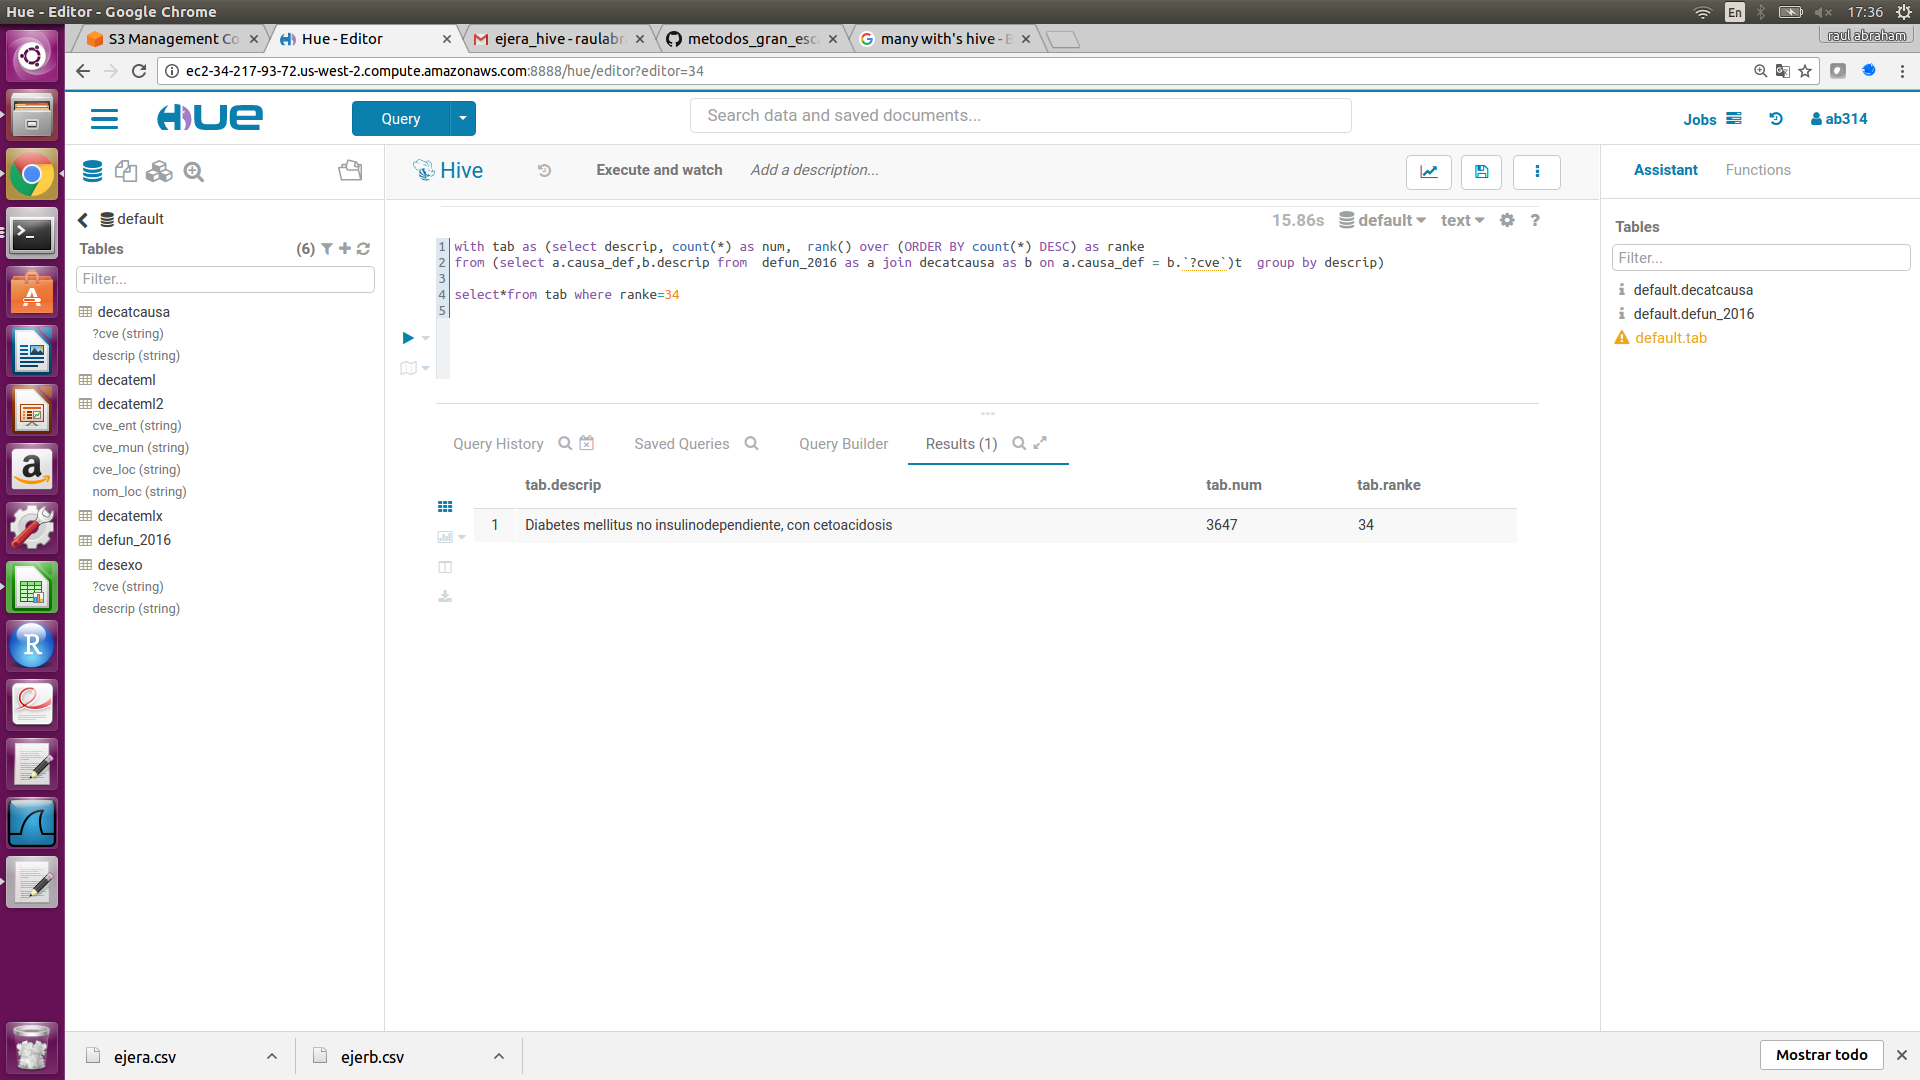 Hue - Editor - Google Chrome
En
17:36
S3 Management Co
Hue - Editor
ejera_hive - raulabr
metodos_gran_esc
many with's hive - B
raul abraham
ec2-34-217-93-72.us-west-2.compute.amazonaws.com:8888/hue/editor?editor=34
HUE
Query
Search data and saved documents...
Jobs
ab314
Hive
Execute and watch
Add a description...
Assistant
Functions
default
Tables
(6)
Filter...
decatcausa
?cve (string)
descrip (string)
decateml
decateml2
cve_ent (string)
cve_mun (string)
cve_loc (string)
nom_loc (string)
decatemlx
defun_2016
desexo
?cve (string)
descrip (string)
15.86s
default
text
?
1 with tab as (select descrip, count(*) as num,  rank() over (ORDER BY count(*) DESC) as ranke
2 from (select a.causa_def,b.descrip from  defun_2016 as a join decatcausa as b on a.causa_def = b.`?cve`)t  group by descrip)
3
4 select*from tab where ranke=34
5
Query History
Saved Queries
Query Builder
Results (1)
tab.descrip tab.num tab.ranke
1 Diabetes mellitus no insulinodependiente, con cetoacidosis 3647 34
Tables
Filter...
default.decatcausa
default.defun_2016
default.tab
ejera.csv
ejerb.csv
Mostrar todo